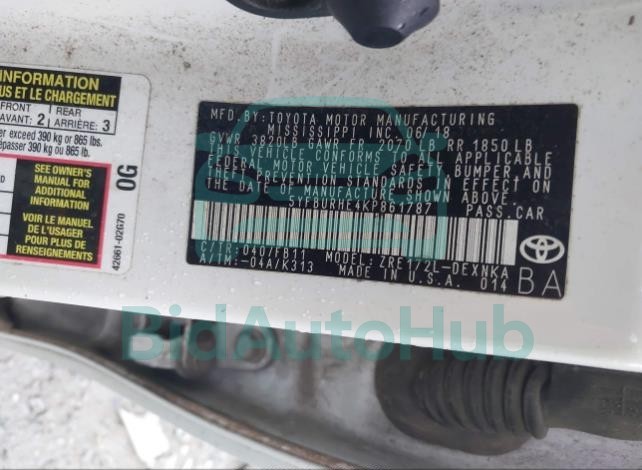 INFORMATION
US ET LE CHARGEMENT
FRONT
AVANT: 2
REAR
ARRIÈRE: 3
exceed 390 kg or 865 lbs.
épasser 390 kg ou 865 lb.
SEE OWNER'S
MANUAL FOR
ADDITIONAL
INFORMATION
VOIR LE MANUEL
DE L'USAGER
POUR PLUS DE
RENSEIGNEMENTS
0G
42661-02G70
MFD. BY: TOYOTA MOTOR MANUFACTURING
MISSISSIPPI INC. 06/18
GVWR 3820LB GAWR FR 2070 LB RR 1850 LB
THIS VEHICLE CONFORMS TO ALL APPLICABLE
FEDERAL MOTOR VEHICLE SAFETY, BUMPER, AND
THEFT PREVENTION STANDARDS IN EFFECT ON
THE DATE OF MANUFACTURE SHOWN ABOVE.
5YFBURHE4KP861787 PASS. CAR
C/TR: 040/FB11 MODEL: ZRE172L-DEXNKA
A/TM: -04A/K313 MADE IN U.S.A. 014
TOYOTA
BA
BidAutoHub